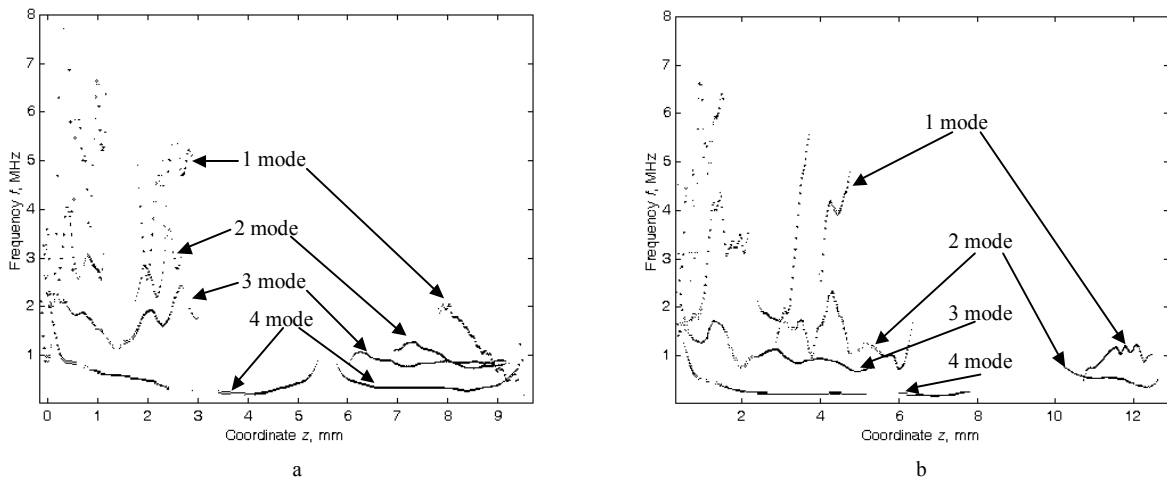 8
7
6
5
4
3
2
1
Frequency f, MHz
1 mode
2 mode
3 mode
4 mode
0 1 2 3 4 5 6 7 8 9
Coordinate z, mm
a
8
7
6
5
4
3
2
1
Frequency f, MHz
1 mode
2 mode
3 mode
4 mode
2 4 6 8 10 12
Coordinate z, mm
b